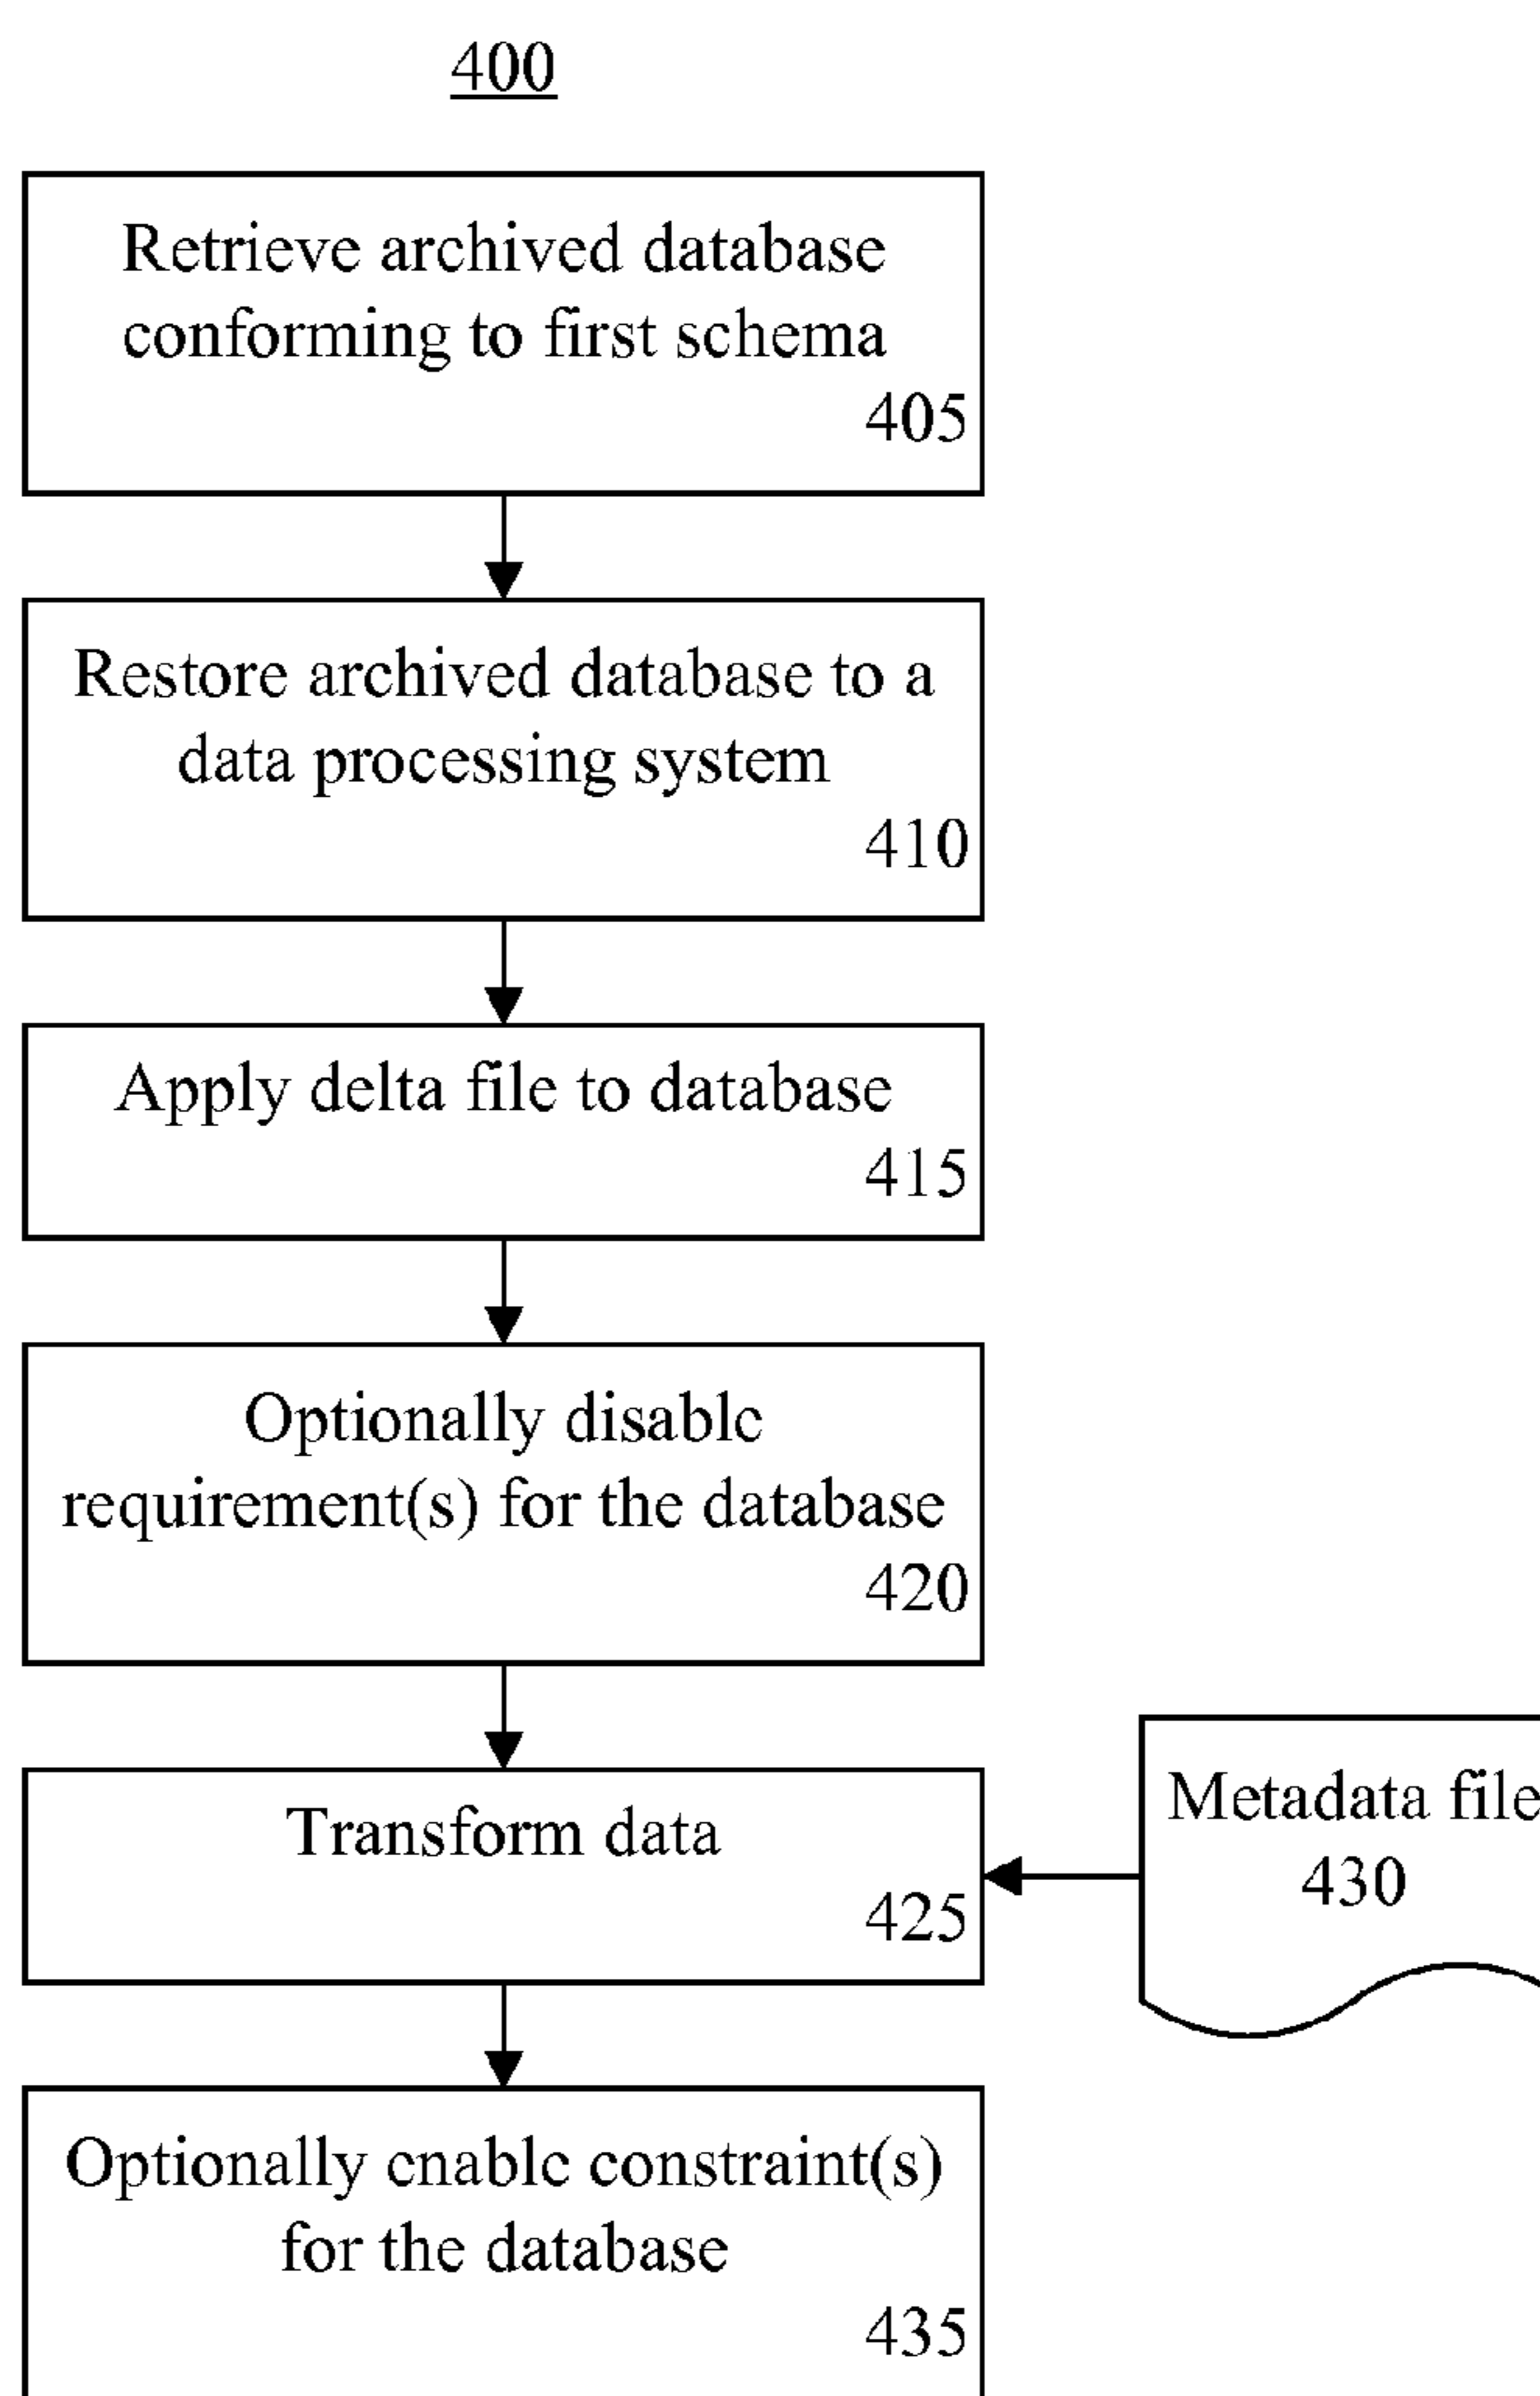 400
Retrieve archived database
conforming to first schema
405
Restore archived database to a
data processing system
410
Apply delta file to database
415
Optionally disable
requirement(s) for the database
420
Transform data
425
Metadata file
430
Optionally enable constraint(s)
for the database
435